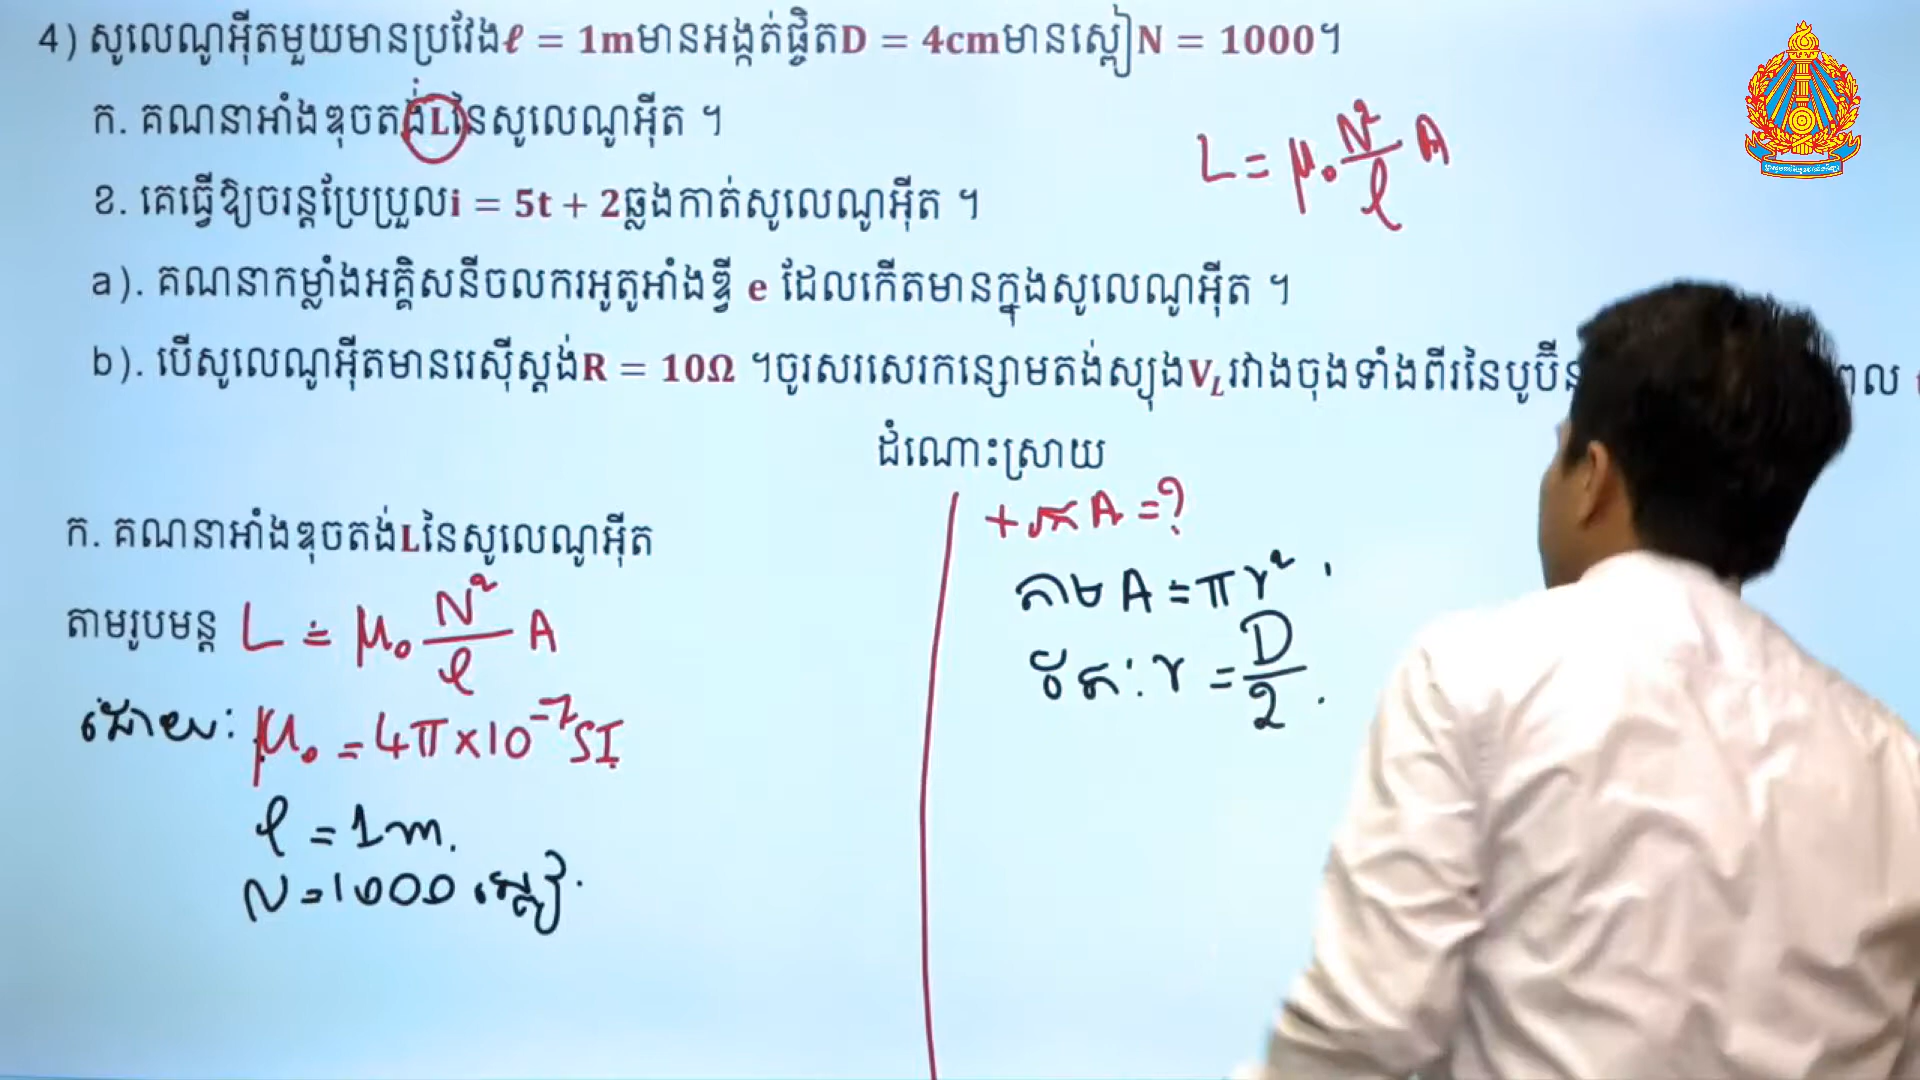 4) សូលេណូអ៊ីតមួយមានប្រវែងℓ = 1mមានអង្កត់ផ្ចិតD = 4cmមានស្ពៀN = 1000។
ក. គណនាអាំងឌុចតង់Lនៃសូលេណូអ៊ីត ។
L = μ₀ N²/ℓ A
ខ. គេធ្វើឱ្យចរន្តប្រែប្រួលi = 5t + 2ឆ្លងកាត់សូលេណូអ៊ីត ។
a). គណនាកម្លាំងអគ្គិសនីចលករអូតូអាំងឌ្វី e ដែលកើតមានក្នុងសូលេណូអ៊ីត ។
b). បើសូលេណូអ៊ីតមានរេស៊ីស្តង់R = 10Ω ។ចូរសរសេរកន្សោមតង់ស្យុងV_Lរវាងចុងទាំងពីរនៃបូប៊ីន
ដំណោះស្រាយ
ក. គណនាអាំងឌុចតង់Lនៃសូលេណូអ៊ីត
តាមរូបមន្ត L = μ₀ N²/ℓ A
ដោយ: μ₀ = 4π×10⁻⁷SI
ℓ = 1m.
N = 1000 ស្ពៀ.
+ រក A = ?
តាម A = πr²
តែ: r = D/2.